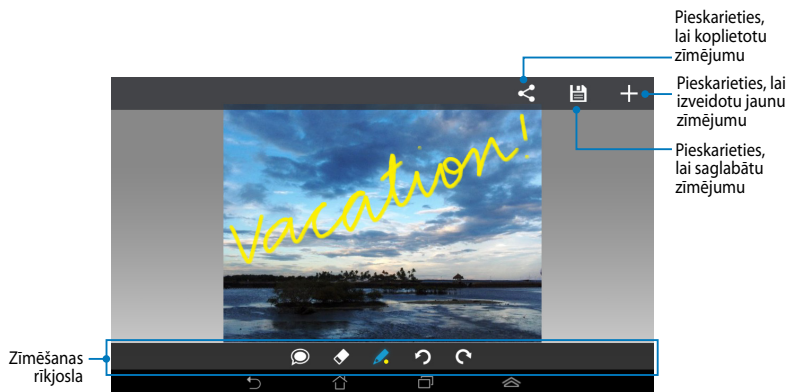 Pieskarieties,
lai koplietotu
zīmējumu
Pieskarieties, lai
izveidotu jaunu
zīmējumu
Pieskarieties,
lai saglabātu
zīmējumu
vacation!
Zīmēšanas
rīkjosla